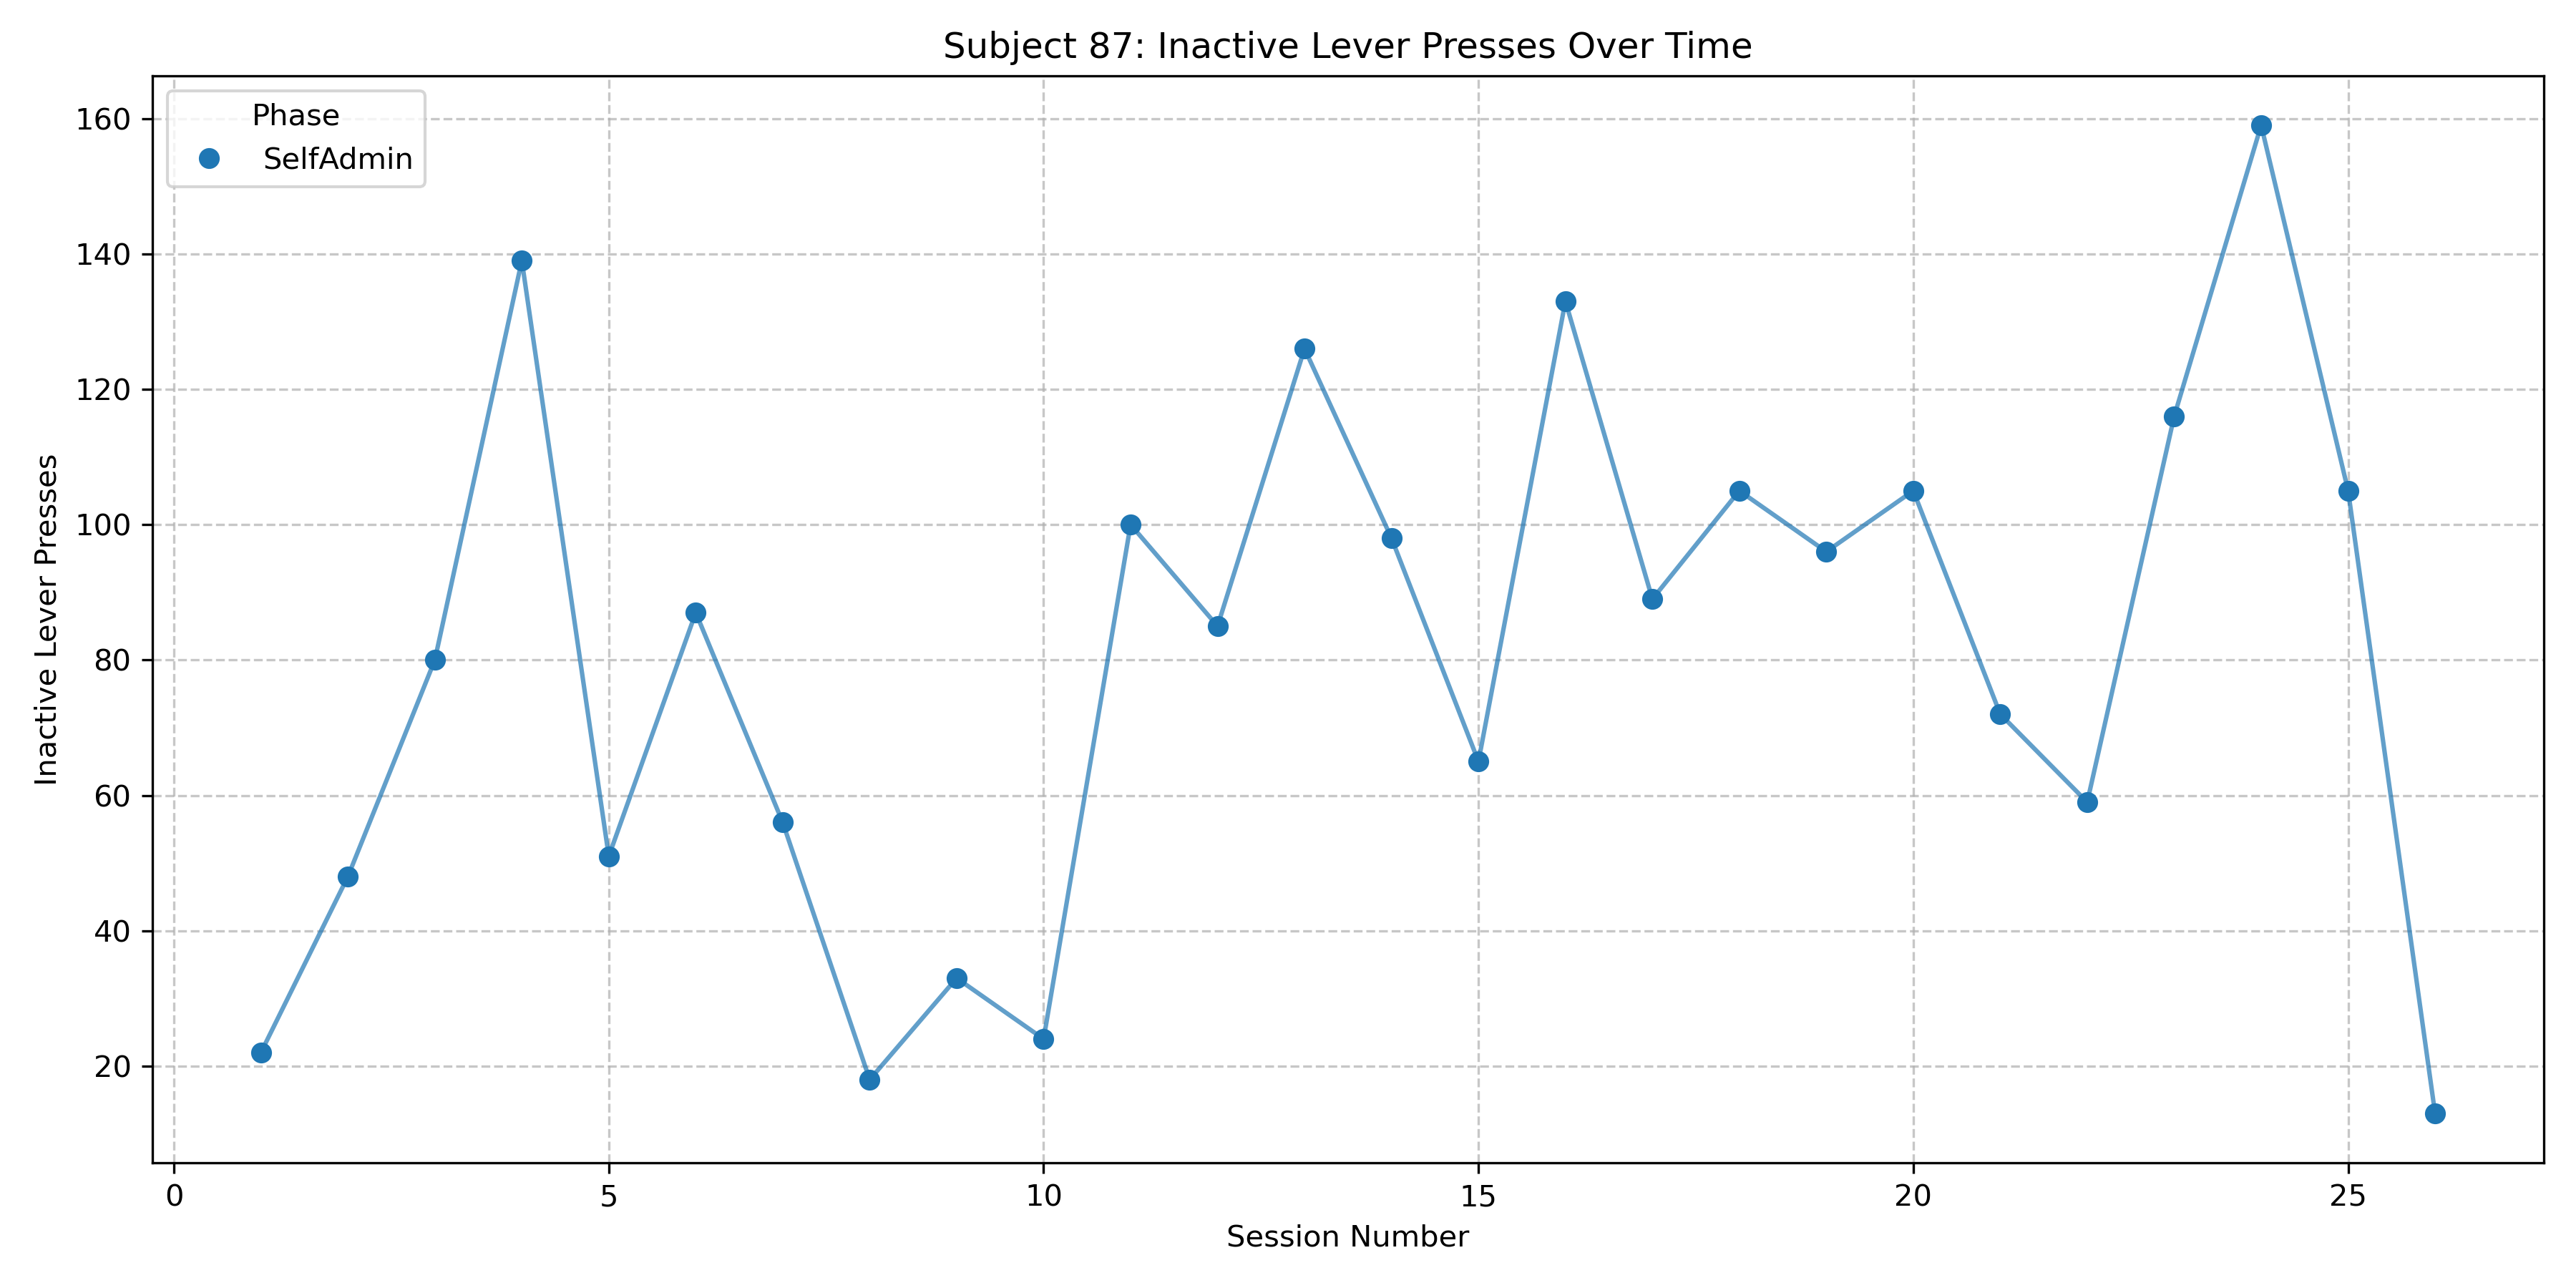 Subject 87: Inactive Lever Presses Over Time
Phase
SelfAdmin
160
140
120
100
80
60
40
20
Inactive Lever Presses
0 5 10 15 20 25
Session Number